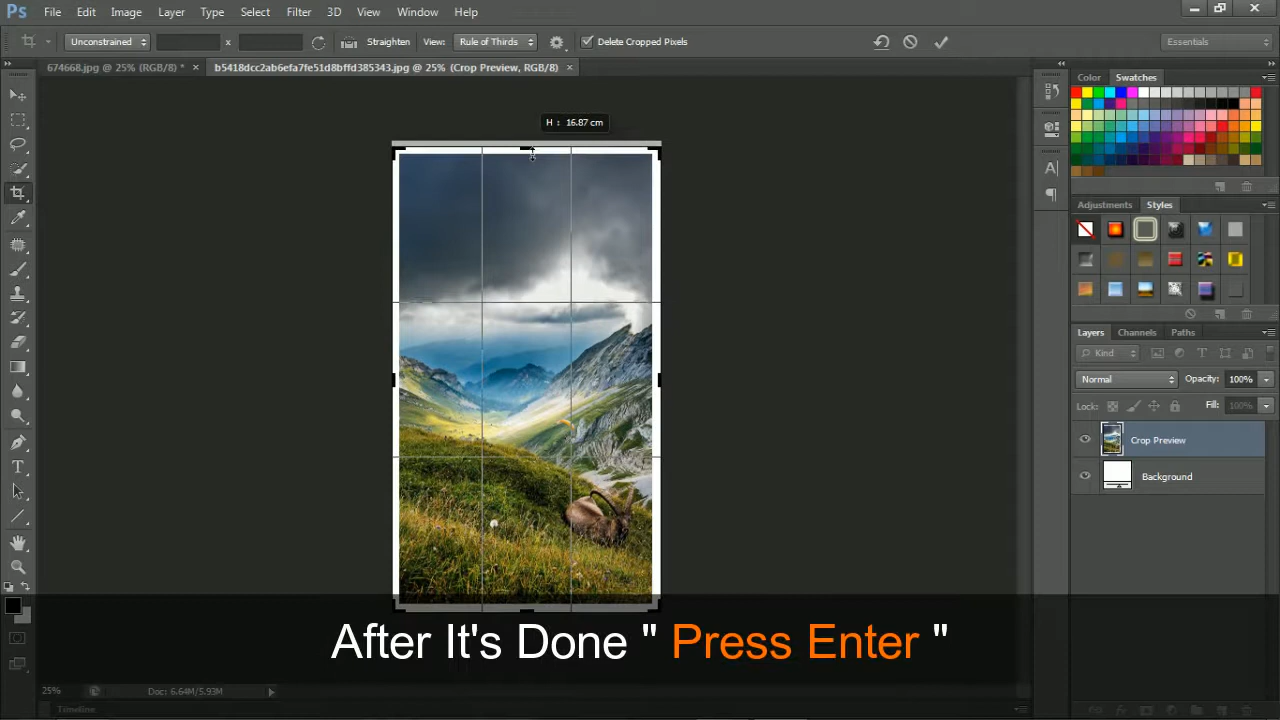 Ps File Edit Image Layer Type Select Filter 3D View Window Help
Unconstrained x Straighten View: Rule of Thirds Delete Cropped Pixels Essentials
674668.jpg @ 25% (RGB/8) * × b5418dcc2ab6efa7fe51d8bffd385343.jpg @ 25% (Crop Preview, RGB/8) ×
Color Swatches
H : 16.87 cm
Adjustments Styles
Layers Channels Paths
Kind
Normal Opacity: 100%
Lock: Fill: 100%
Crop Preview
Background
After It's Done " Press Enter "
25% Doc: 6.64M/5.93M
Timeline